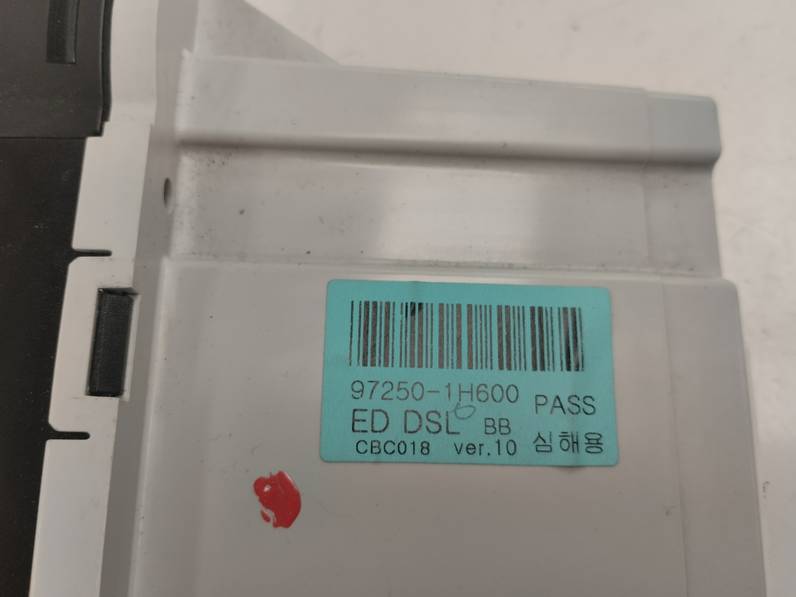 97250-1H600 PASS
ED DSL BB
CBC018 ver.10 심해용